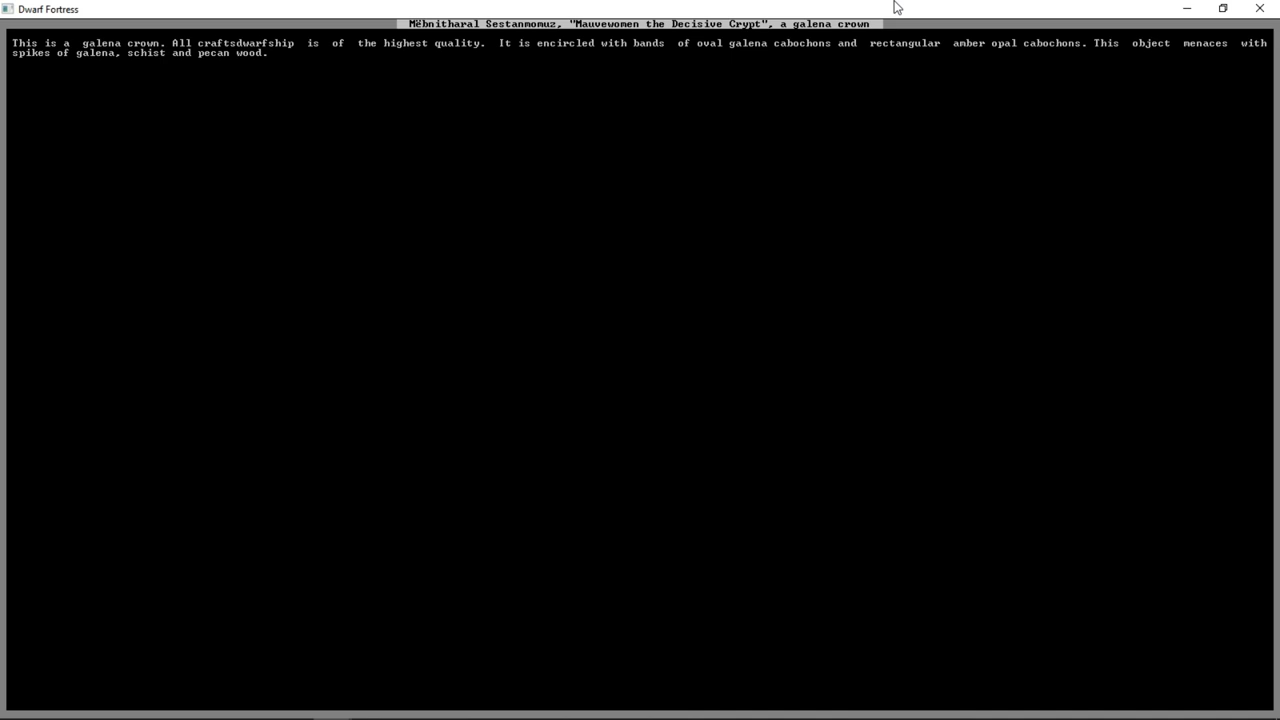 Dwarf Fortress
Mëbnitharal Sestanmomuz, "Mauvewomen the Decisive Crypt", a galena crown
This is a galena crown. All craftsdwarfship is of the highest quality. It is encircled with bands of oval galena cabochons and rectangular amber opal cabochons. This object menaces with
spikes of galena, schist and pecan wood.